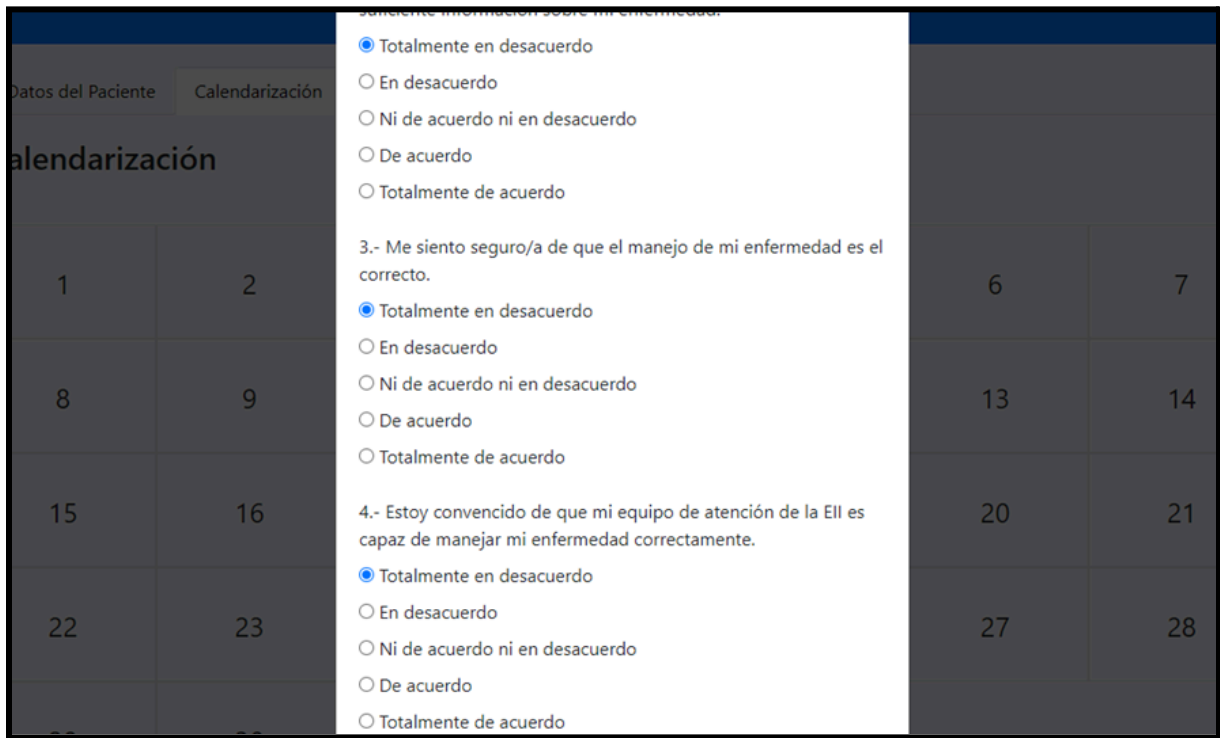 suficiente información sobre mi enfermedad.
Totalmente en desacuerdo
En desacuerdo
Ni de acuerdo ni en desacuerdo
De acuerdo
Totalmente de acuerdo
3.- Me siento seguro/a de que el manejo de mi enfermedad es el
correcto.
Totalmente en desacuerdo
En desacuerdo
Ni de acuerdo ni en desacuerdo
De acuerdo
Totalmente de acuerdo
4.- Estoy convencido de que mi equipo de atención de la EII es
capaz de manejar mi enfermedad correctamente.
Totalmente en desacuerdo
En desacuerdo
Ni de acuerdo ni en desacuerdo
De acuerdo
Totalmente de acuerdo
Datos del Paciente Calendarización
alendarización
1 2 6 7
8 9 13 14
15 16 20 21
22 23 27 28